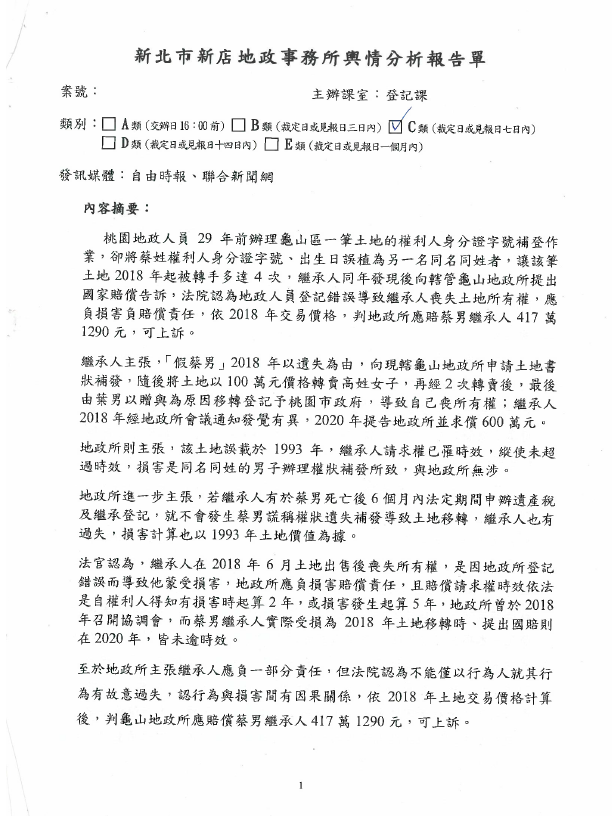 新北市新店地政事務所輿情分析報告單
案號：
主辦課室：登記課
類別：□A類（交辦日16：00前）□B類（裁定日或見報日三日內）☑C類（裁定日或見報日七日內）
□D類（裁定日或見報日十四日內）□E類（裁定日或見報日一個月內）
發訊媒體：自由時報、聯合新聞網
內容摘要：
桃園地政人員 29 年前辦理龜山區一筆土地的權利人身分證字號補登作
業，卻將蔡姓權利人身分證字號、出生日誤植為另一名同名同姓者，讓該筆
土地 2018 年起被轉手多達 4 次，繼承人同年發現後向轄管龜山地政所提出
國家賠償告訴，法院認為地政人員登記錯誤導致繼承人喪失土地所有權，應
負損害負賠償責任，依 2018 年交易價格，判地政所應賠蔡男繼承人 417 萬
1290 元，可上訴。
繼承人主張，「假蔡男」2018 年以遺失為由，向現轄龜山地政所申請土地書
狀補發，隨後將土地以 100 萬元價格轉賣高姓女子，再經 2 次轉賣後，最後
由葉男以贈與為原因移轉登記予桃園市政府，導致自己喪所有權；繼承人
2018 年經地政所會議通知發覺有異，2020 年提告地政所並求償 600 萬元。
地政所則主張，該土地誤載於 1993 年，繼承人請求權已罹時效，縱使未超
過時效，損害是同名同姓的男子辦理權狀補發所致，與地政所無涉。
地政所進一步主張，若繼承人有於蔡男死亡後 6 個月內法定期間申辦遺產稅
及繼承登記，就不會發生蔡男謊稱權狀遺失補發導致土地移轉，繼承人也有
過失，損害計算也以 1993 年土地價值為據。
法官認為，繼承人在 2018 年 6 月土地出售後喪失所有權，是因地政所登記
錯誤而導致他蒙受損害，地政所應負損害賠償責任，且賠償請求權時效依法
是自權利人得知有損害時起算 2 年，或損害發生起算 5 年，地政所曾於 2018
年召開協調會，而蔡男繼承人實際受損為 2018 年土地移轉時、提出國賠則
在 2020 年，皆未逾時效。
至於地政所主張繼承人應負一部分責任，但法院認為不能僅以行為人就其行
為有故意過失，認行為與損害間有因果關係，依 2018 年土地交易價格計算
後，判龜山地政所應賠償蔡男繼承人 417 萬 1290 元，可上訴。
1